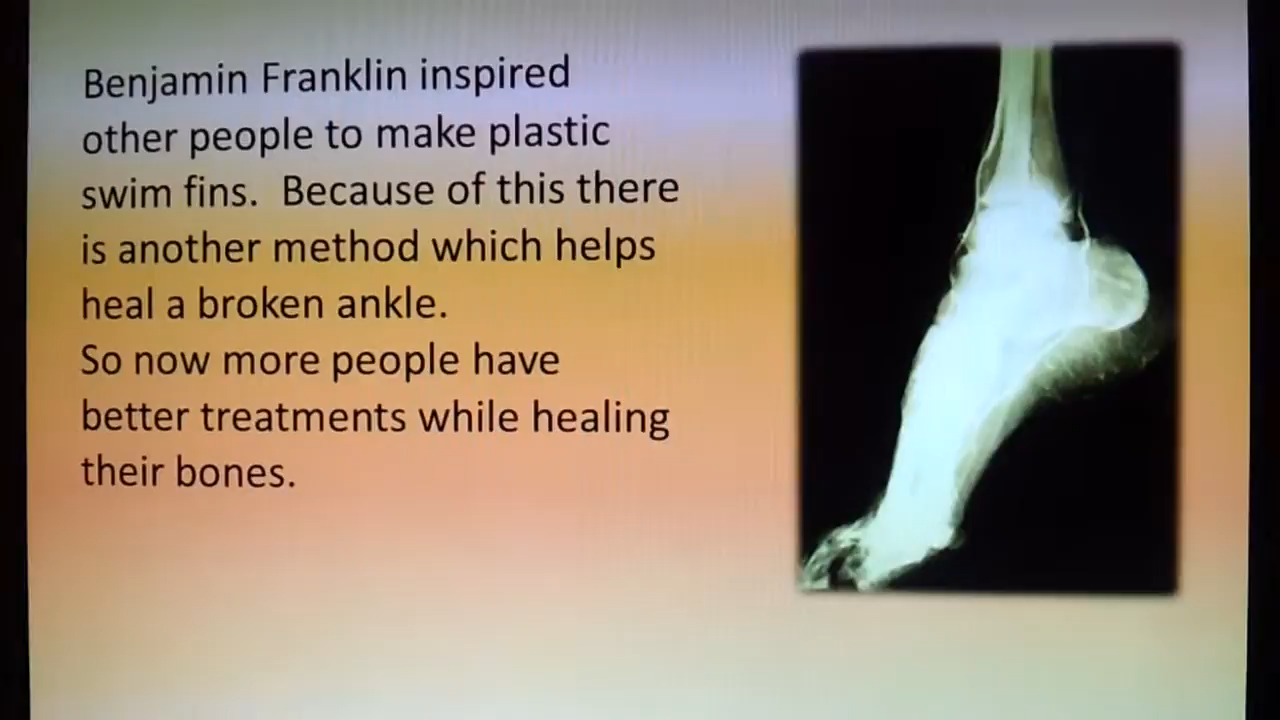 Benjamin Franklin inspired
other people to make plastic
swim fins.  Because of this there
is another method which helps
heal a broken ankle.
So now more people have
better treatments while healing
their bones.